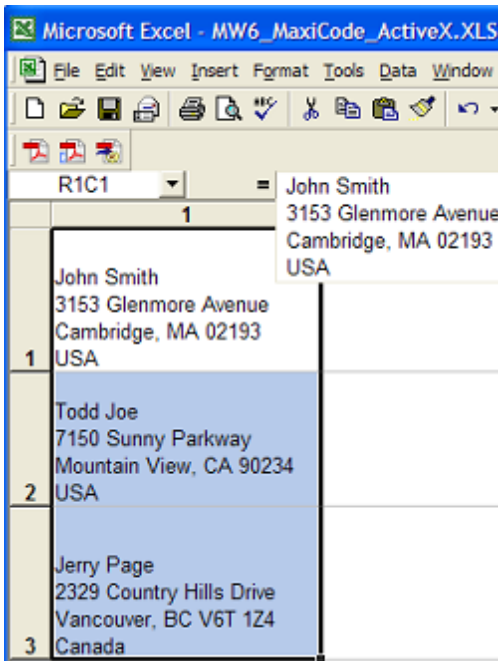 Microsoft Excel - MW6_MaxiCode_ActiveX.XLS
File Edit View Insert Format Tools Data Window
R1C1 = John Smith
3153 Glenmore Avenue
Cambridge, MA 02193
USA
1
John Smith
3153 Glenmore Avenue
Cambridge, MA 02193
1 USA
Todd Joe
7150 Sunny Parkway
Mountain View, CA 90234
2 USA
Jerry Page
2329 Country Hills Drive
Vancouver, BC V6T 1Z4
3 Canada